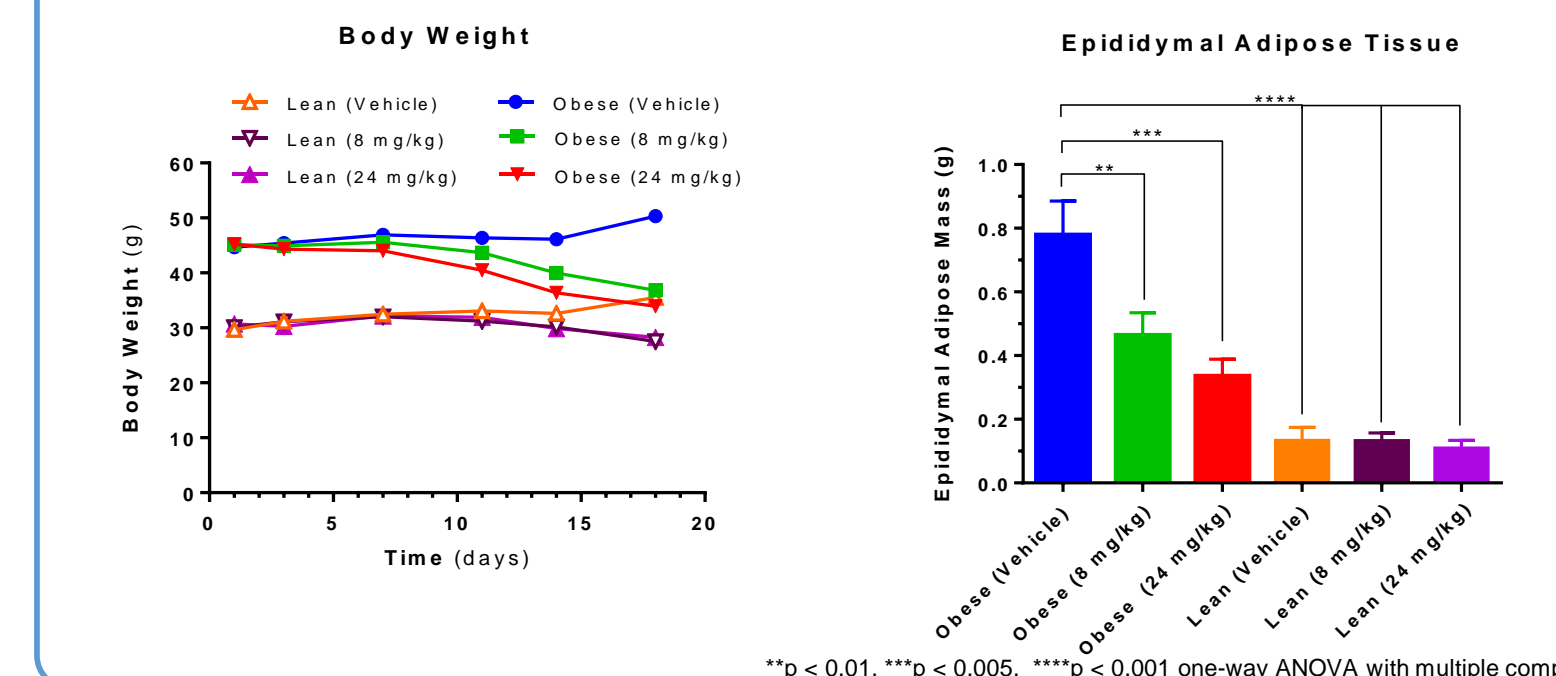 Body Weight
Lean (Vehicle)
Lean (8 mg/kg)
Lean (24 mg/kg)
Obese (Vehicle)
Obese (8 mg/kg)
Obese (24 mg/kg)
60
50
40
30
20
10
0
Body Weight (g)
0 5 10 15 20
Time (days)
Epididymal Adipose Tissue
****
***
**
1.0
0.8
0.6
0.4
0.2
0.0
Epididymal Adipose Mass (g)
Obese (Vehicle)
Obese (8 mg/kg)
Obese (24 mg/kg)
Lean (Vehicle)
Lean (8 mg/kg)
Lean (24 mg/kg)
**p < 0.01, ***p < 0.005, ****p < 0.001 one-way ANOVA with multiple